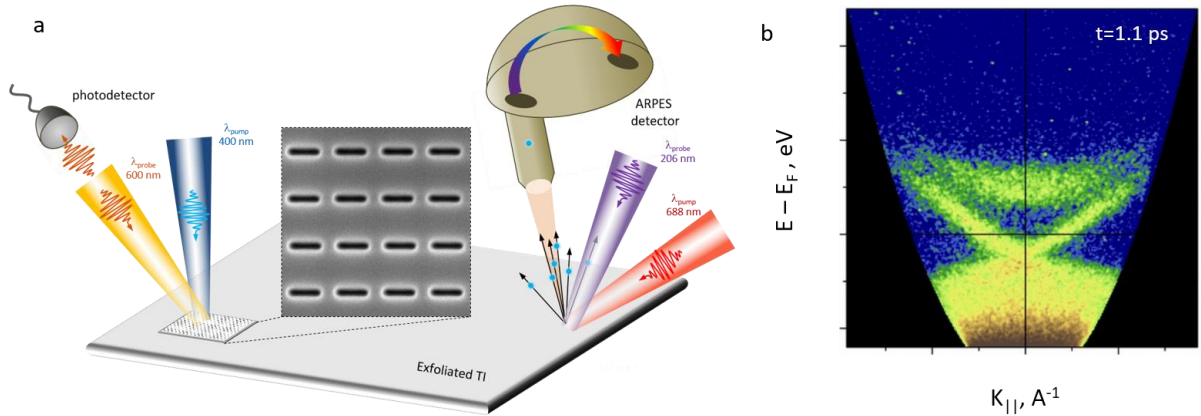 a
photodetector
λprobe
600 nm
λpump
400 nm
ARPES
detector
λprobe
206 nm
λpump
688 nm
Exfoliated TI
b
t=1.1 ps
E – EF, eV
K||, A-1